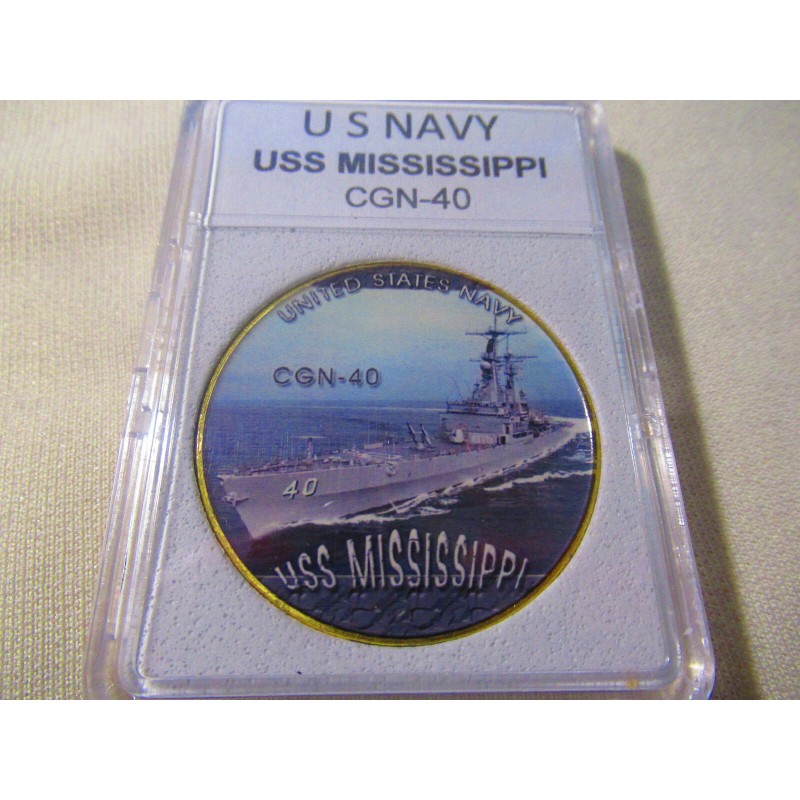 U S NAVY
USS MISSISSIPPI
CGN-40
UNITED STATES NAVY
CGN-40
40
USS MISSISSIPPI